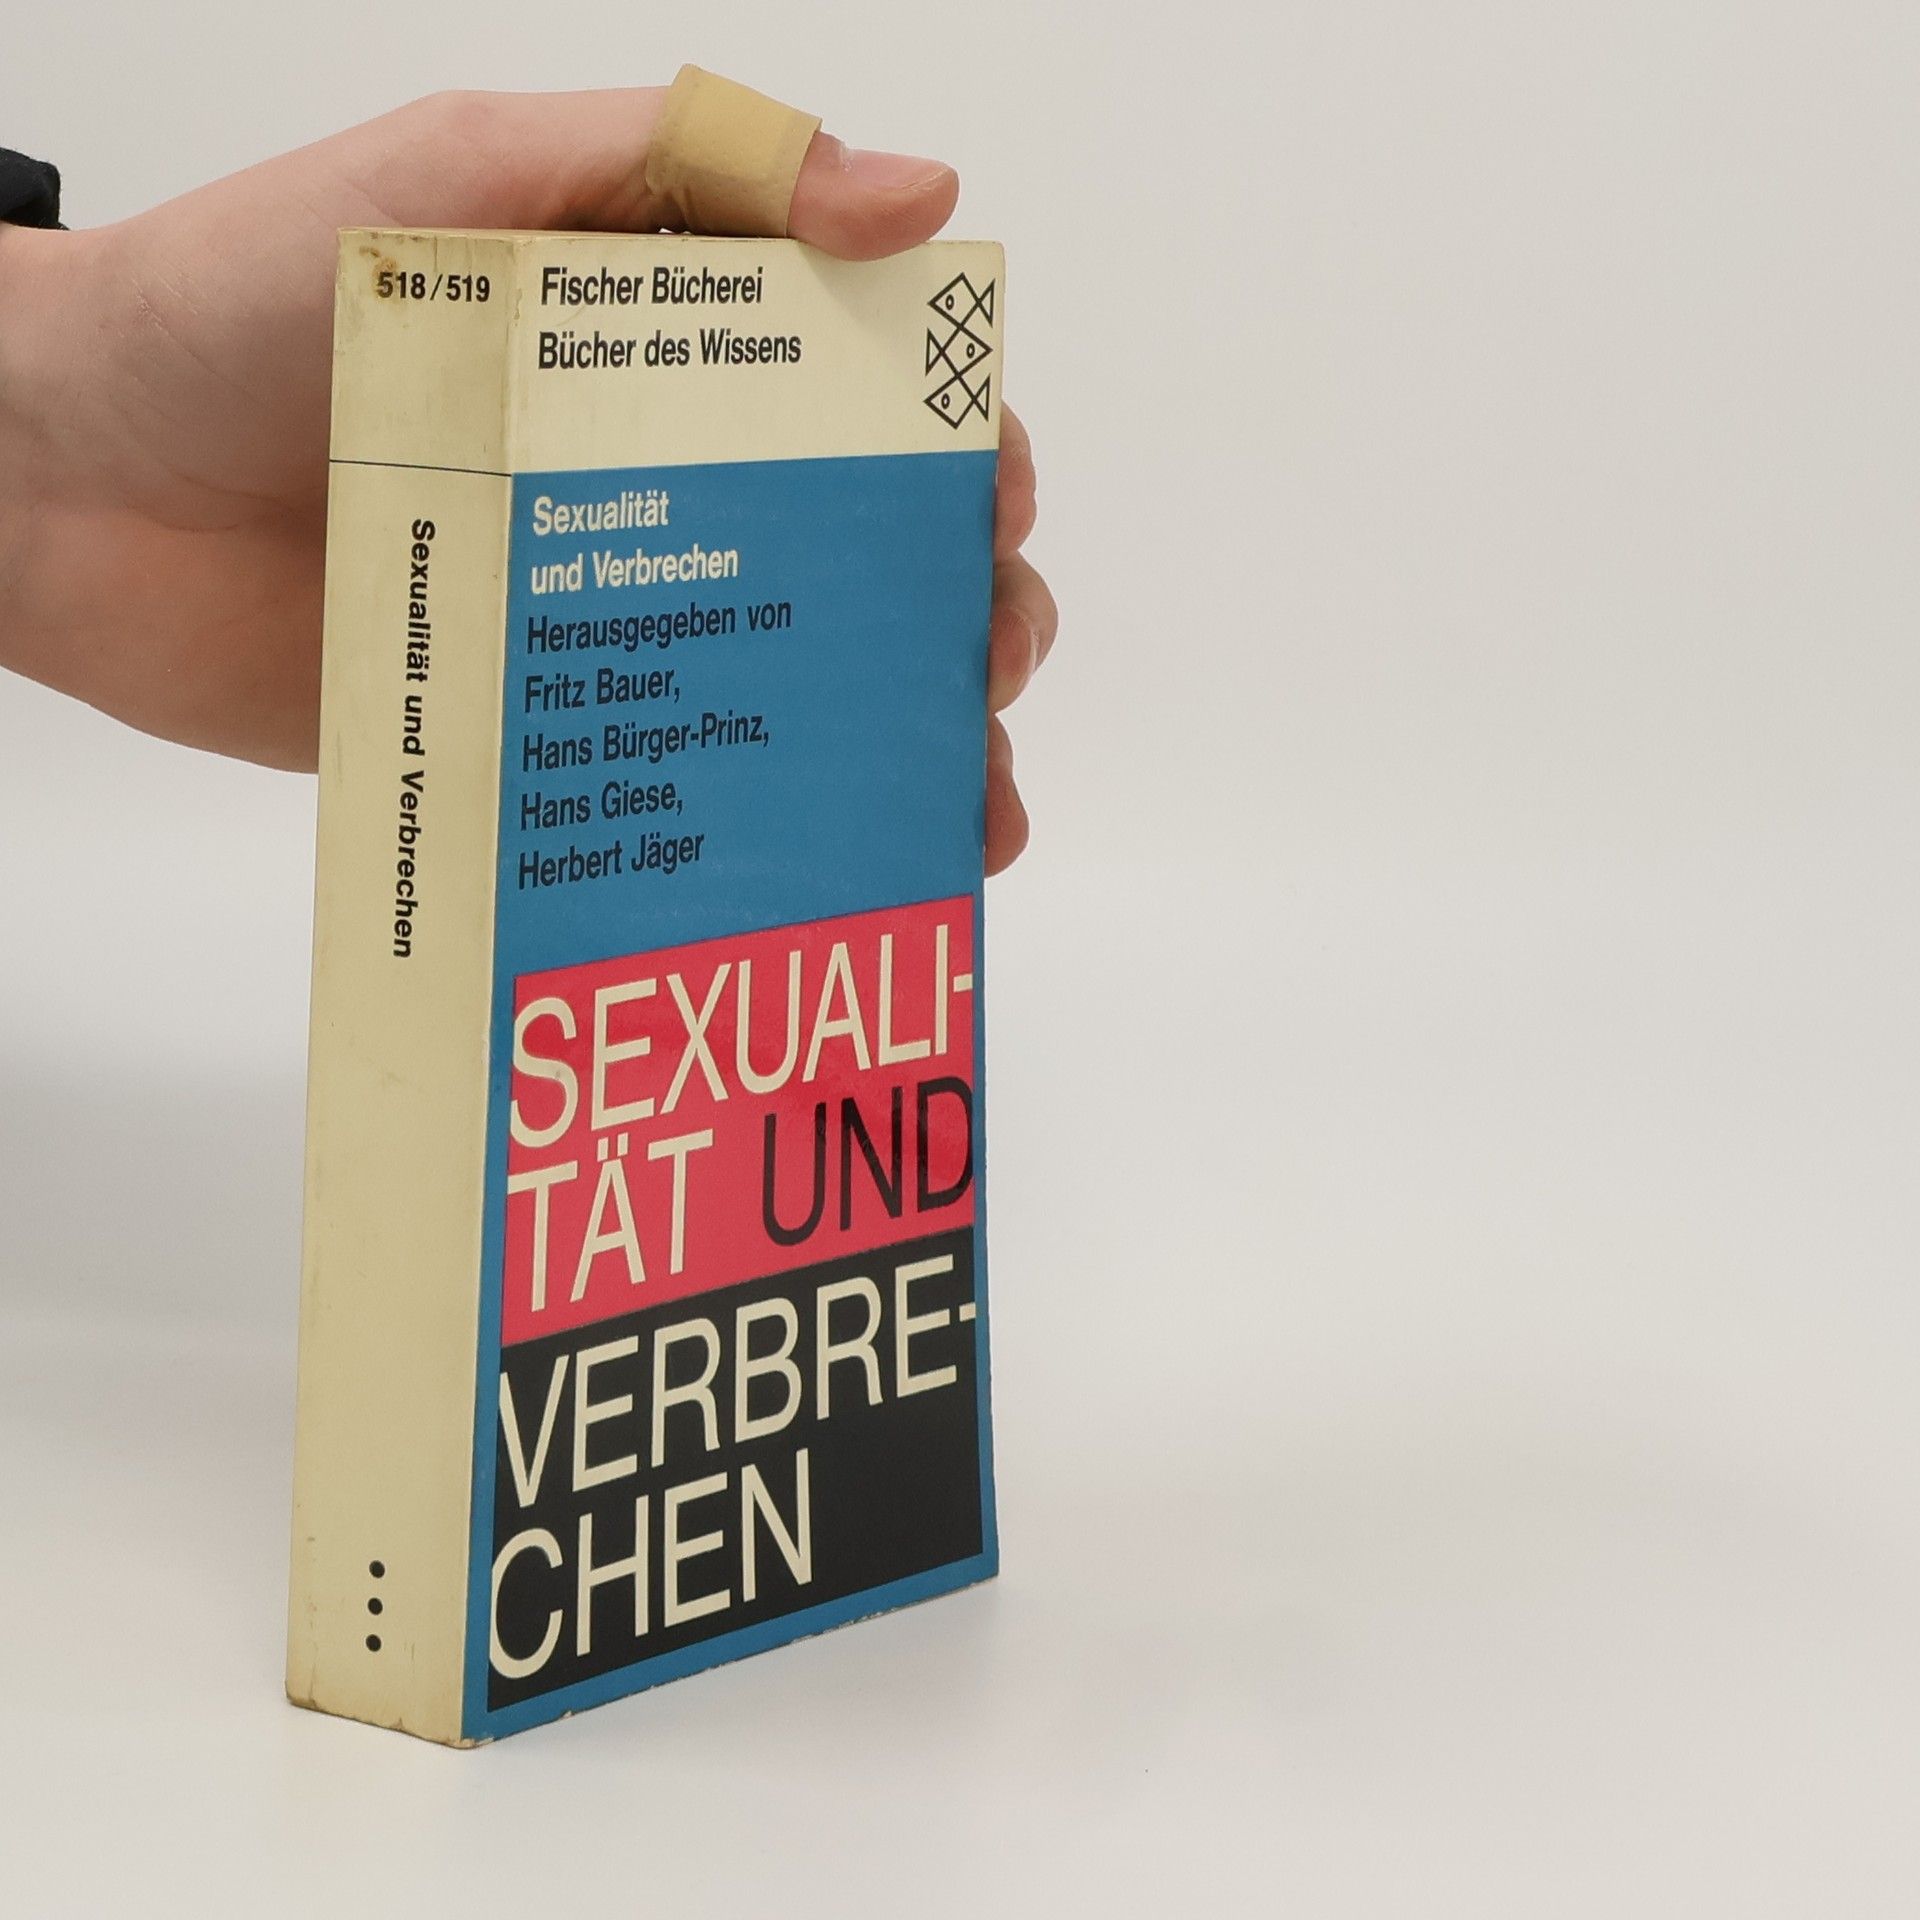 518/519
Sexualität und Verbrechen
Fischer Bücherei
Bücher des Wissens
Sexualität
und Verbrechen
Herausgegeben von
Fritz Bauer,
Hans Bürger-Prinz,
Hans Giese,
Herbert Jäger
SEXUALI-
TÄT UND
VERBRE-
CHEN